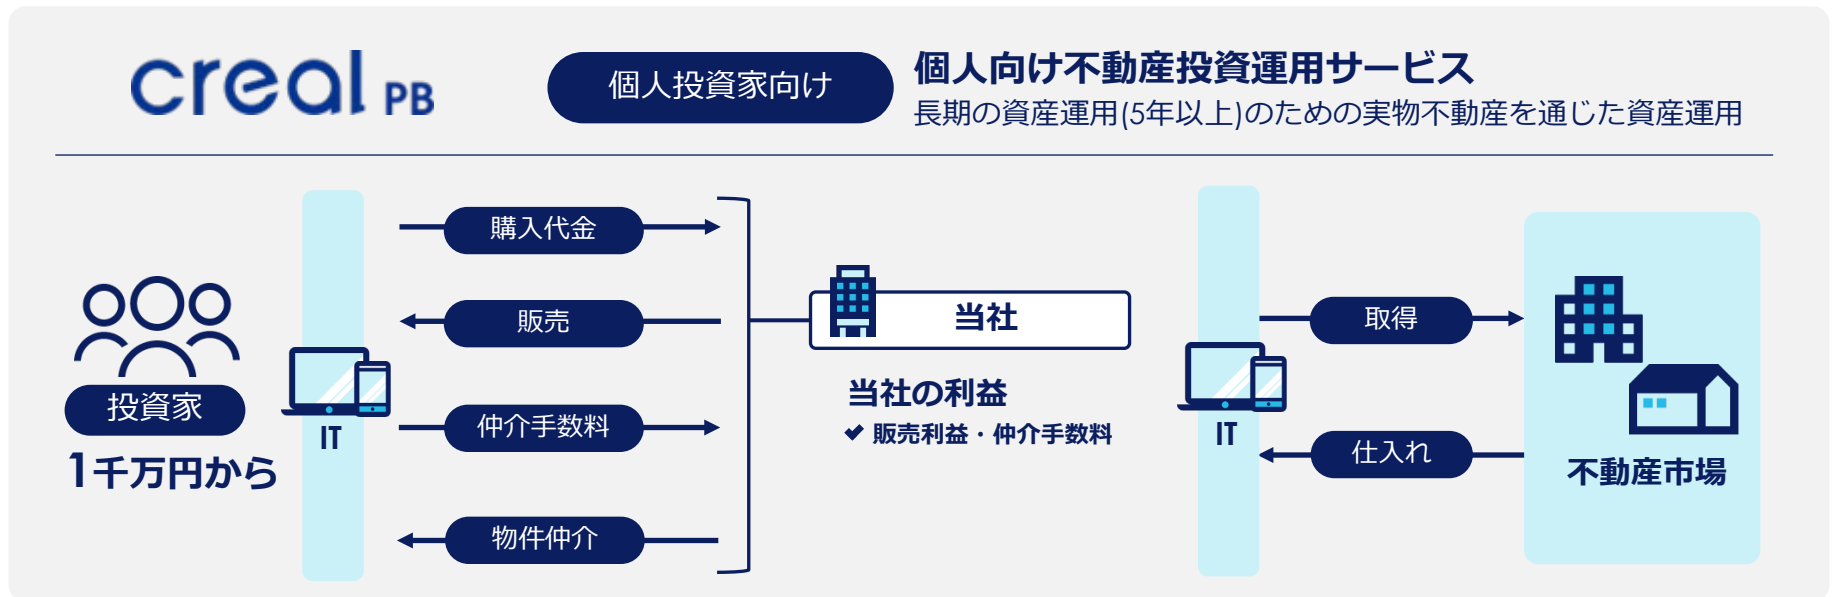 creal PB
個人投資家向け
個人向け不動産投資運用サービス
長期の資産運用(5年以上)のための実物不動産を通じた資産運用
投資家
1千万円から
IT
購入代金
販売
仲介手数料
物件仲介
当社
当社の利益
✔ 販売利益・仲介手数料
IT
取得
仕入れ
不動産市場